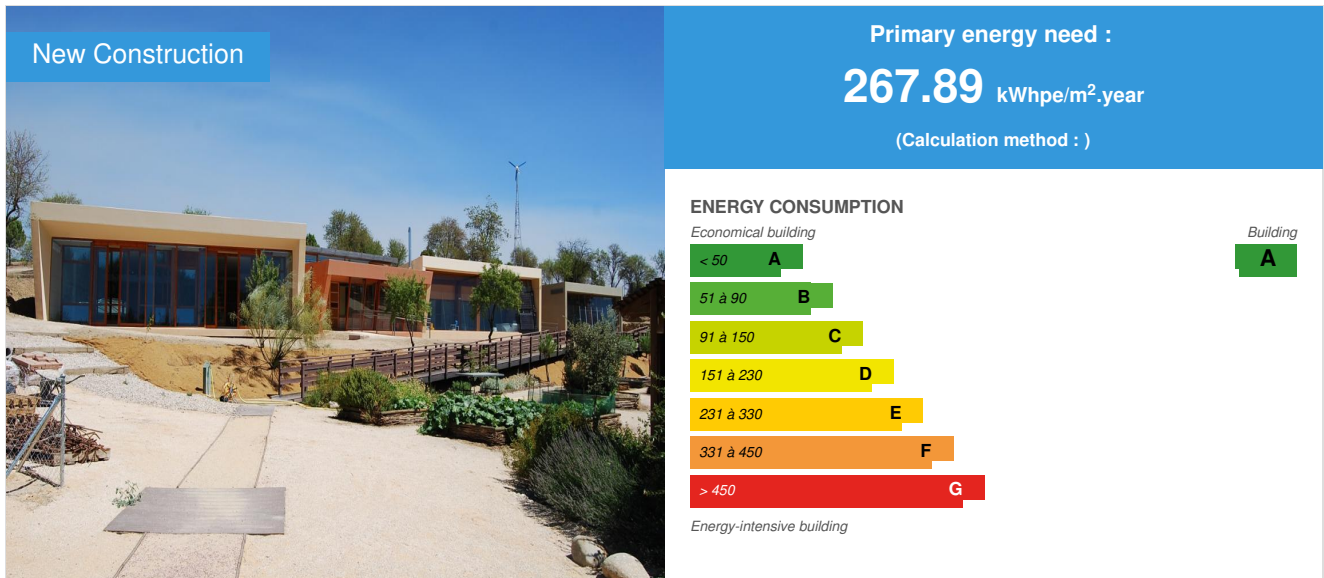 New Construction
Primary energy need :
267.89 kWhpe/m².year
(Calculation method : )
ENERGY CONSUMPTION
Economical building
Building
< 50 A
A
51 à 90 B
91 à 150 C
151 à 230 D
231 à 330 E
331 à 450 F
> 450 G
Energy-intensive building